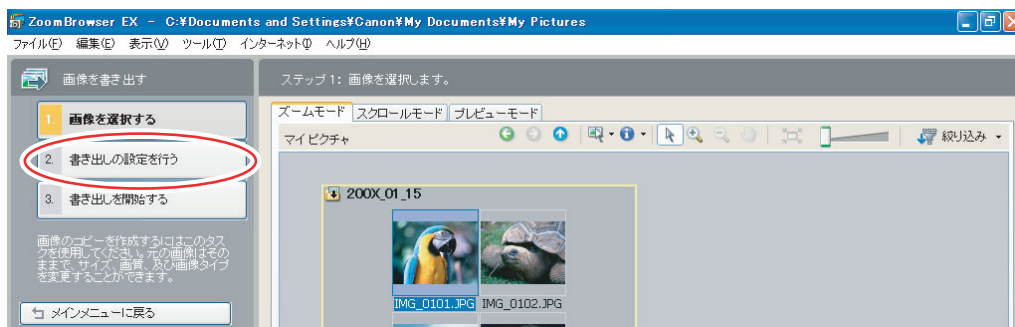 ZoomBrowser EX - C:¥Documents and Settings¥Canon¥My Documents¥My Pictures
ファイル(F) 編集(E) 表示(V) ツール(T) インターネット(I) ヘルプ(H)
画像を書き出す
ステップ1: 画像を選択します。
1. 画像を選択する
2. 書き出しの設定を行う
3. 書き出しを開始する
画像のコピーを作成するにはこのタス
クを使用してください。元の画像はその
ままで、サイズ、画質、及び画像タイプ
を変更することができます。
メインメニューに戻る
ズームモード スクロールモード プレビューモード
マイ ピクチャ
絞り込み
200X_01_15
IMG_0101.JPG IMG_0102.JPG